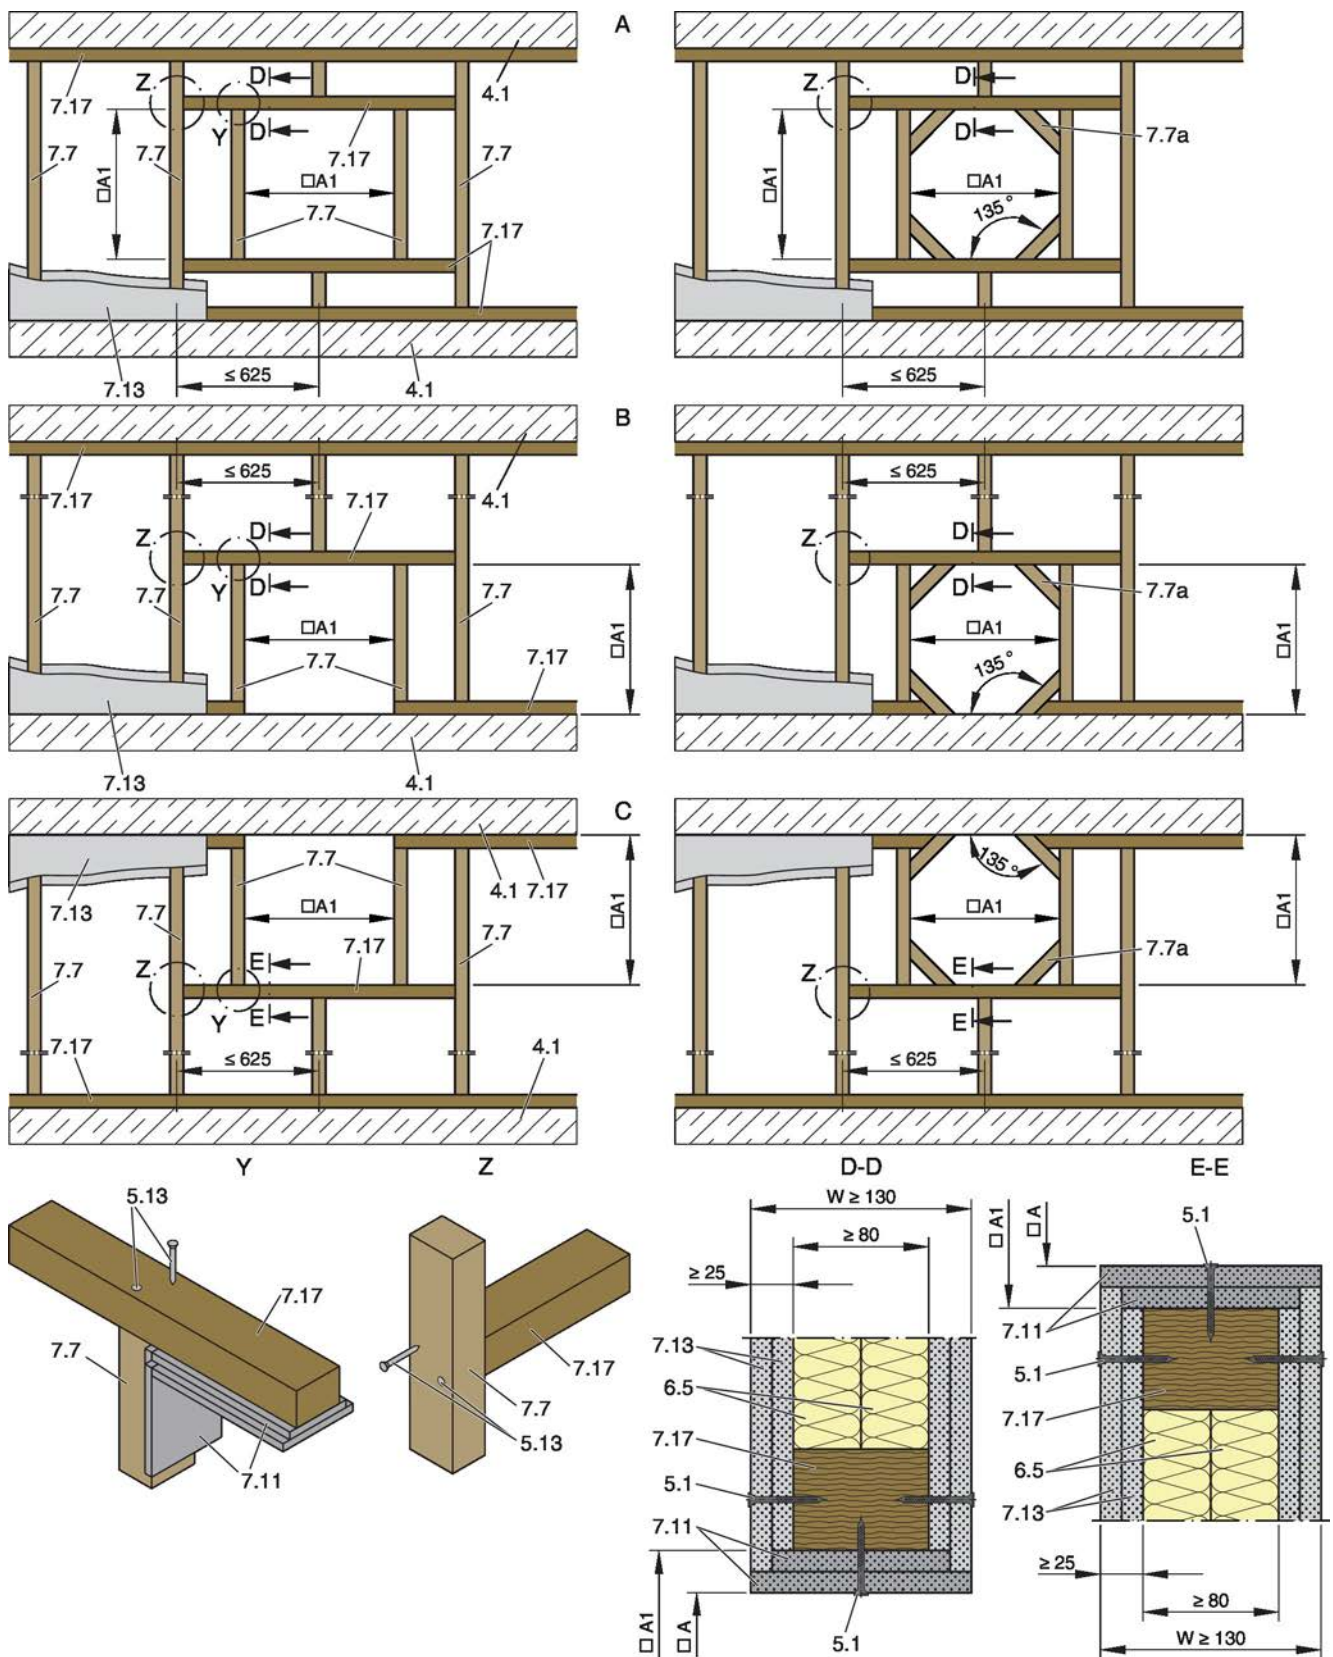 A
Z
D
D
Y
7.17
4.1
7.7
7.7
□A1
□A1
7.17
7.7
7.7
7.17
7.13
≤ 625
4.1
Z
D
D
7.7a
□A1
□A1
135 °
≤ 625
B
7.17
≤ 625
4.1
7.17
Z
D
D
Y
7.7
7.7
□A1
7.7
7.7
7.17
□A1
7.13
4.1
≤ 625
Z
D
D
7.7a
□A1
135 °
□A1
C
7.7
4.1
7.17
7.13
7.7
□A1
7.7
7.17
□A1
7.7
Z
E
E
Y
7.17
≤ 625
4.1
135 °
□A1
7.7a
□A1
Z
E
E
≤ 625
Y
5.13
7.17
7.7
7.11
Z
7.17
7.7
5.13
D-D
W ≥ 130
≥ 80
≥ 25
7.13
6.5
7.17
5.1
7.11
□ A1
□ A
5.1
E-E
□ A1
□ A
5.1
7.11
5.1
7.17
6.5
7.13
≥ 25
≥ 80
W ≥ 130